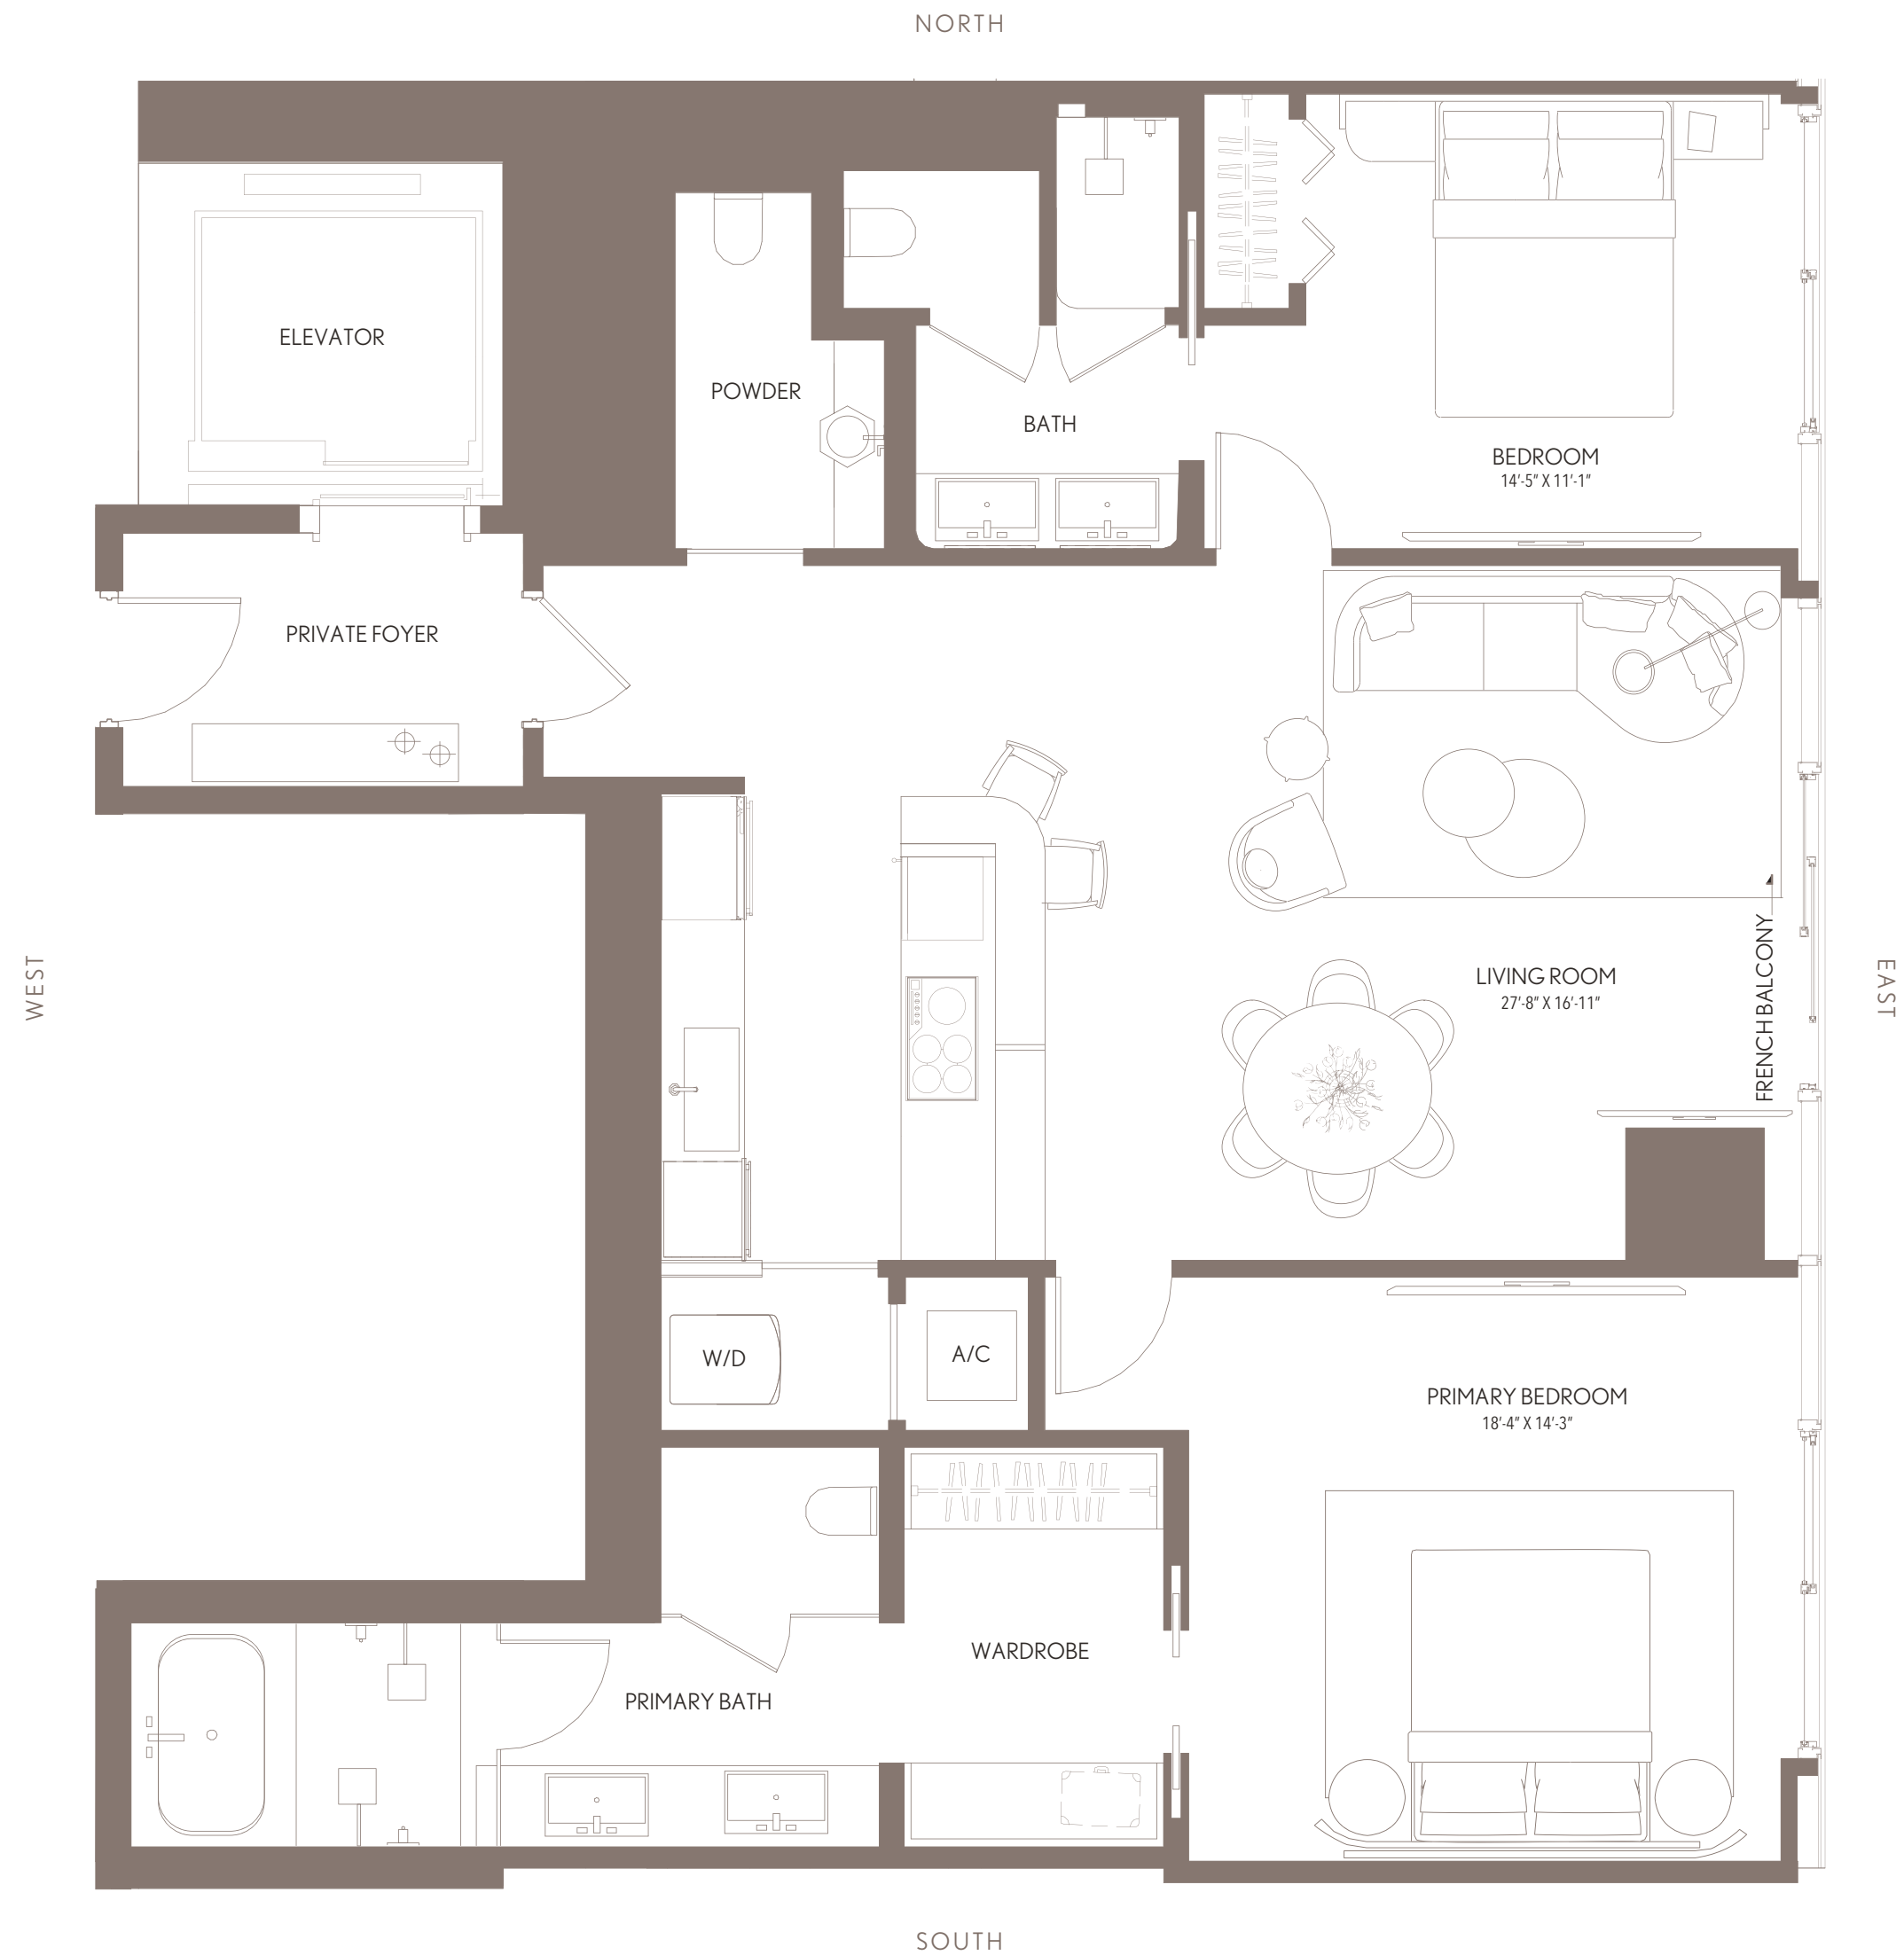 NORTH
ELEVATOR
POWDER
BATH
BEDROOM
14'-5" X 11'-1"
PRIVATE FOYER
WEST
EAST
LIVING ROOM
27'-8" X 16'-11"
FRENCH BALCONY
W/D
A/C
PRIMARY BEDROOM
18'-4" X 14'-3"
WARDROBE
PRIMARY BATH
SOUTH